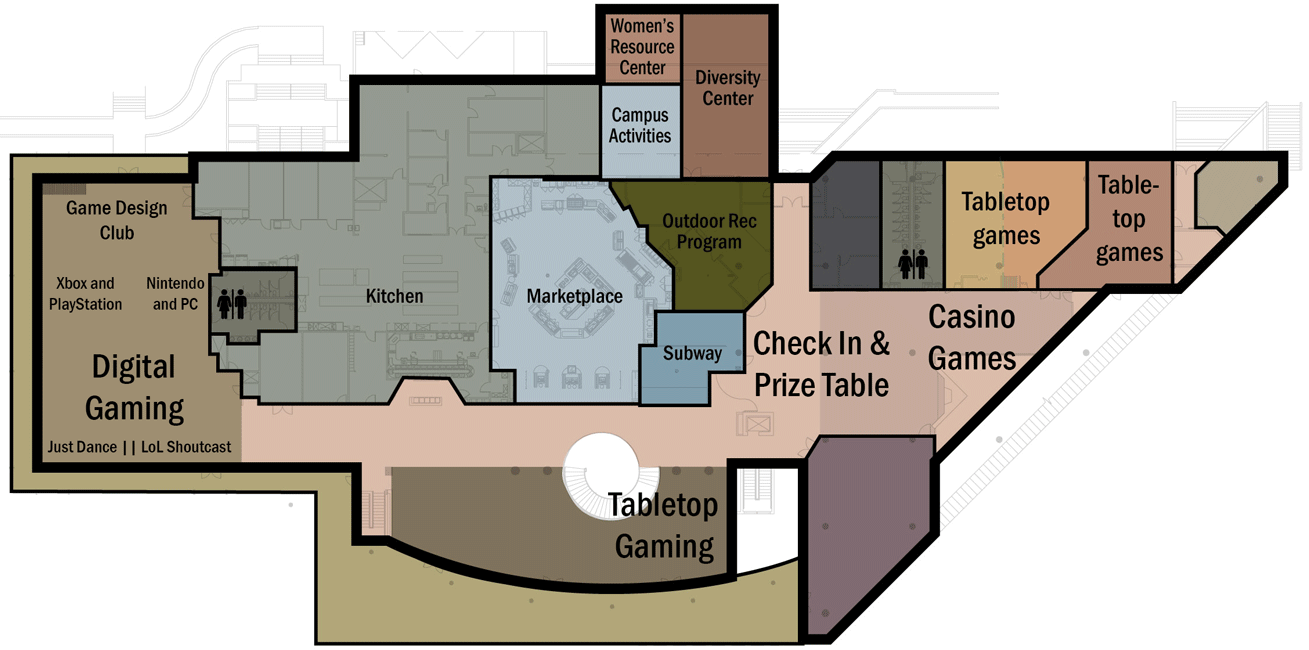 Women's
Resource
Center
Diversity
Center
Campus
Activities
Game Design
Club
Xbox and
PlayStation
Nintendo
and PC
Digital
Gaming
Just Dance || LoL Shoutcast
Kitchen
Marketplace
Outdoor Rec
Program
Subway
Check In &
Prize Table
Casino
Games
Tabletop
games
Table-
top
games
Tabletop
Gaming